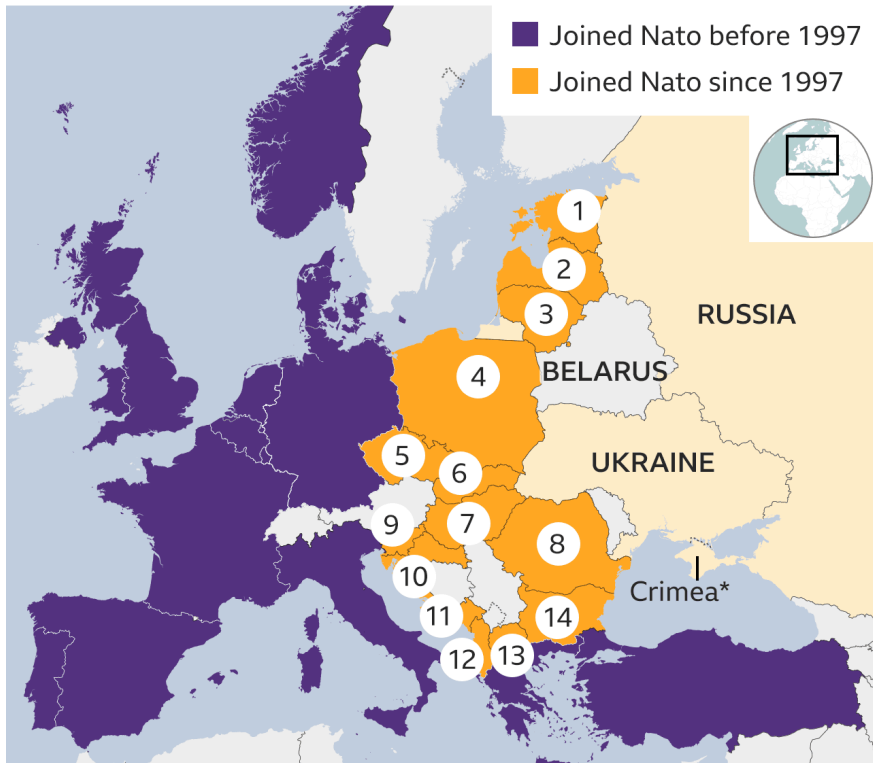 Joined Nato before 1997
Joined Nato since 1997
1
2
3
RUSSIA
4
BELARUS
5
6
UKRAINE
7
9
8
10
Crimea*
11
14
12
13